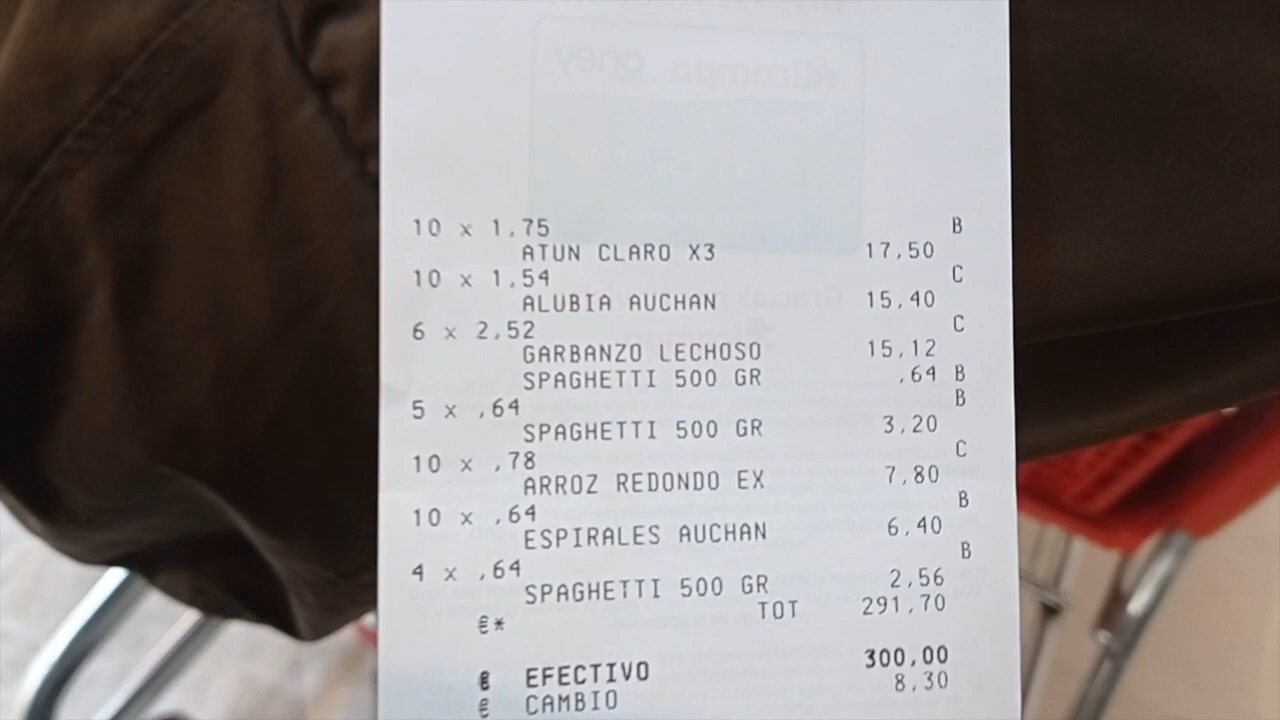 10 x 1,75 B
ATUN CLARO X3 17,50
10 x 1,54 C
ALUBIA AUCHAN 15,40
6 x 2,52 C
GARBANZO LECHOSO 15,12
SPAGHETTI 500 GR ,64 B
5 x ,64 B
SPAGHETTI 500 GR 3,20
10 x ,78 C
ARROZ REDONDO EX 7,80
10 x ,64 B
ESPIRALES AUCHAN 6,40
4 x ,64 B
SPAGHETTI 500 GR 2,56
€* TOT 291,70
€ EFECTIVO 300,00
€ CAMBIO 8,30